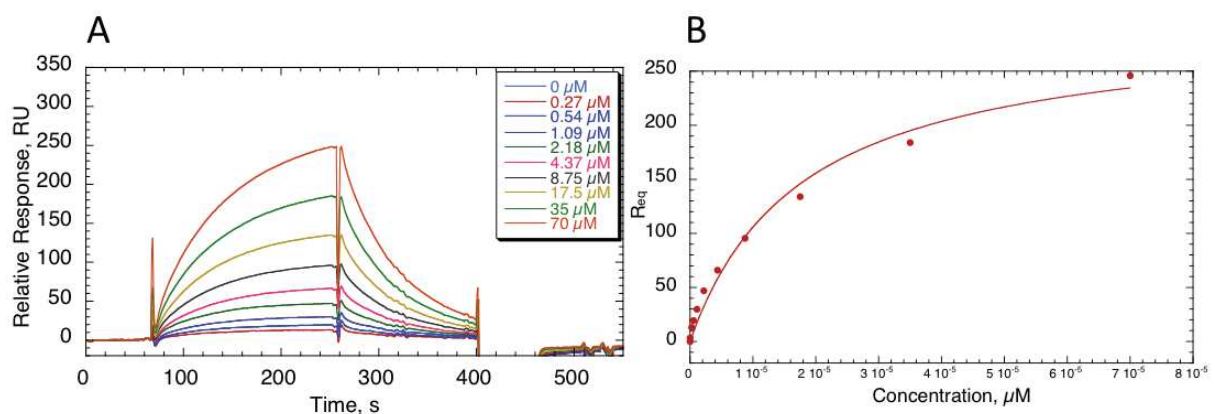 A
B
350
300
250
200
150
100
50
0
Relative Response, RU
0
100
200
300
400
500
Time, s
0 µM
0.27 µM
0.54 µM
1.09 µM
2.18 µM
4.37 µM
8.75 µM
17.5 µM
35 µM
70 µM
250
200
150
100
50
0
Req
0
1 10-5
2 10-5
3 10-5
4 10-5
5 10-5
6 10-5
7 10-5
8 10-5
Concentration, µM